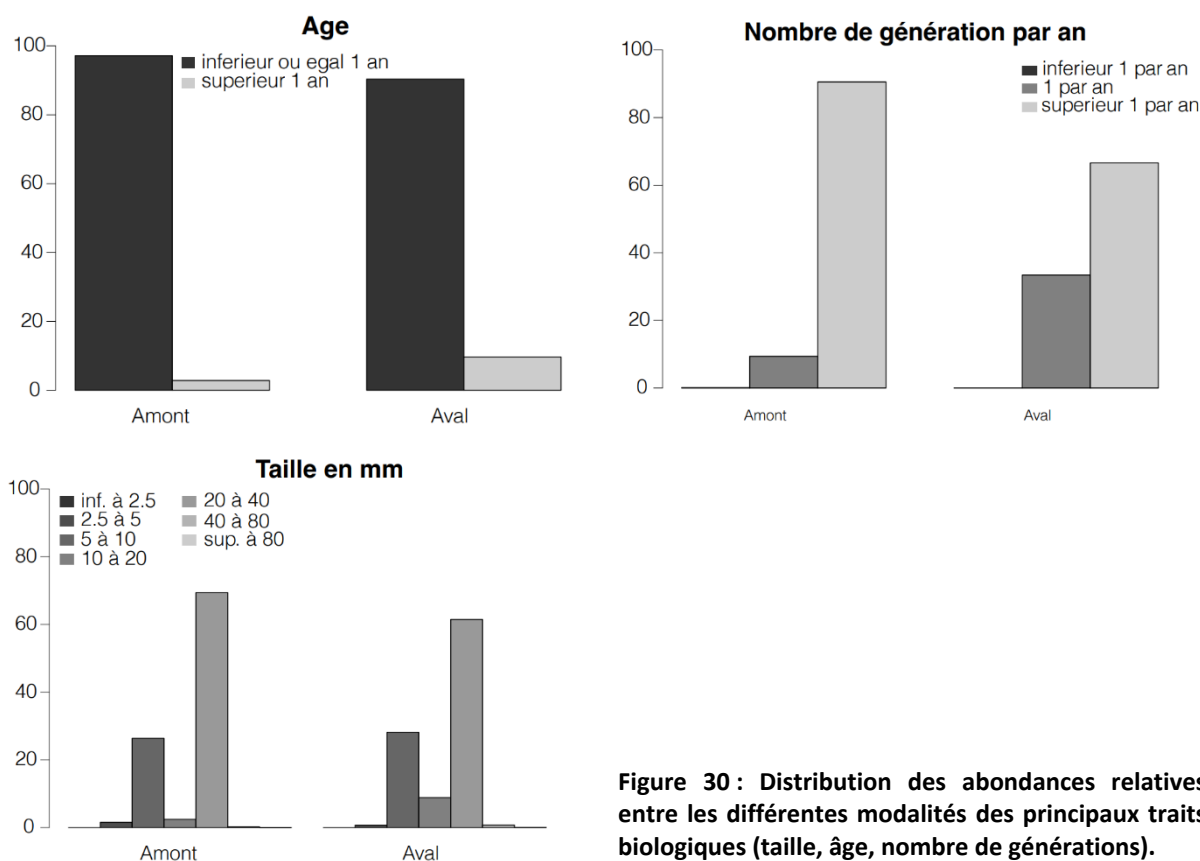 Age
100
80
60
40
20
0
inferieur ou egal 1 an
superieur 1 an
Amont
Aval
Nombre de génération par an
100
80
60
40
20
0
inferieur 1 par an
1 par an
superieur 1 par an
Amont
Aval
Taille en mm
100
80
60
40
20
0
inf. à 2.5
2.5 à 5
5 à 10
10 à 20
20 à 40
40 à 80
sup. à 80
Amont
Aval
Figure 30 : Distribution des abondances relatives
entre les différentes modalités des principaux traits
biologiques (taille, âge, nombre de générations).